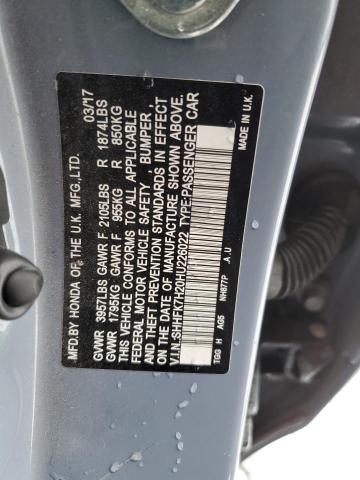 MFD.BY HONDA OF THE U.K. MFG.,LTD. 03/17
GVWR 3957LBS GAWR F 2105LBS R 1874LBS
GVWR 1795KG GAWR F 955KG R 850KG
THIS VEHICLE CONFORMS TO ALL APPLICABLE
FEDERAL MOTOR VEHICLE SAFETY , BUMPER ,
AND THEFT PREVENTION STANDARDS IN EFFECT
ON THE DATE OF MANUFACTURE SHOWN ABOVE.
V.I.N.:SHHFK7H20HU226022 TYPE:PASSENGER CAR
TGG H AG5 NH877P A.U MADE IN U.K.